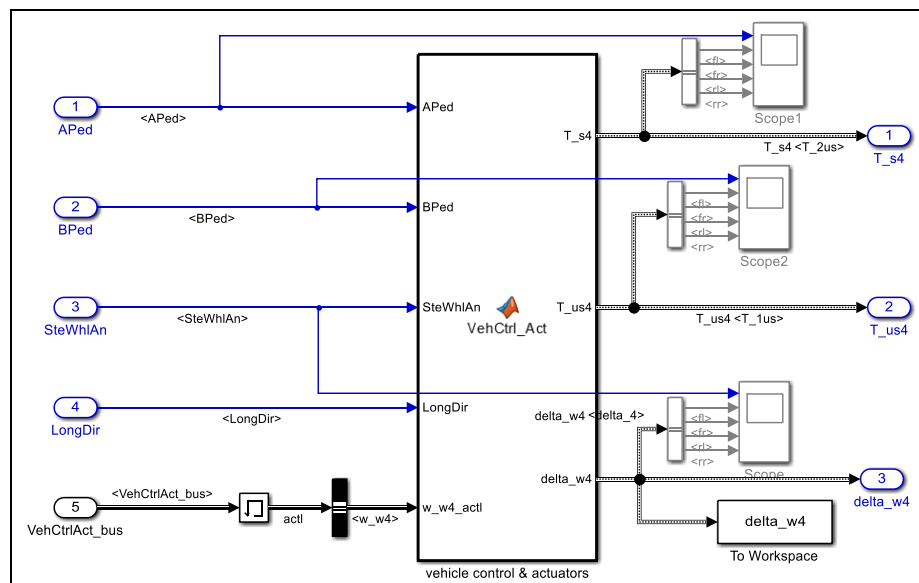 <fl>
<fr>
<rl>
<rr>
Scope1
1
APed
<APed>
APed
T_s4
T_s4 <T_2us>
1
T_s4
2
BPed
<BPed>
BPed
<fl>
<fr>
<rl>
<rr>
Scope2
3
SteWhlAn
<SteWhlAn>
SteWhlAn
VehCtrl_Act
T_us4
T_us4 <T_1us>
2
T_us4
4
LongDir
<LongDir>
LongDir
delta_w4 <delta_4>
<fl>
<fr>
<rl>
<rr>
Scope
delta_w4
3
delta_w4
5
VehCtrlAct_bus
<VehCtrlAct_bus>
actl
<w_w4>
w_w4_actl
delta_w4
To Workspace
vehicle control & actuators